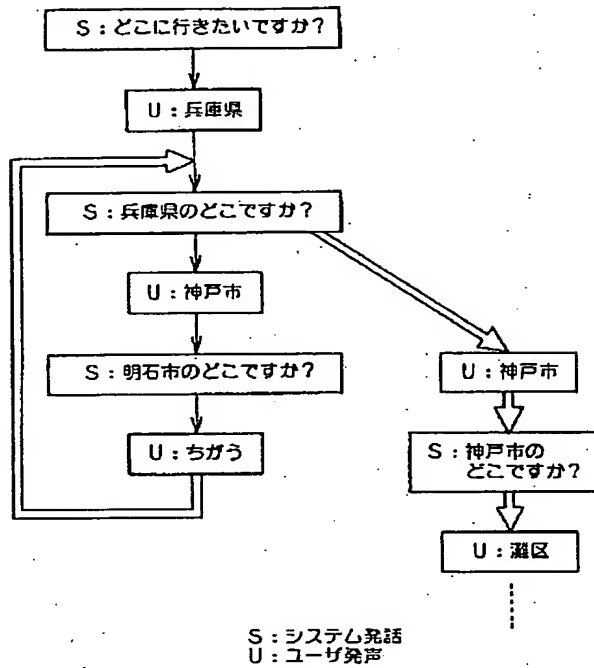 S：どこに行きたいですか？
U：兵庫県
S：兵庫県のどこですか？
U：神戸市
S：明石市のどこですか？
U：ちがう
U：神戸市
S：神戸市の
どこですか？
U：灘区
S：システム発話
U：ユーザ発声